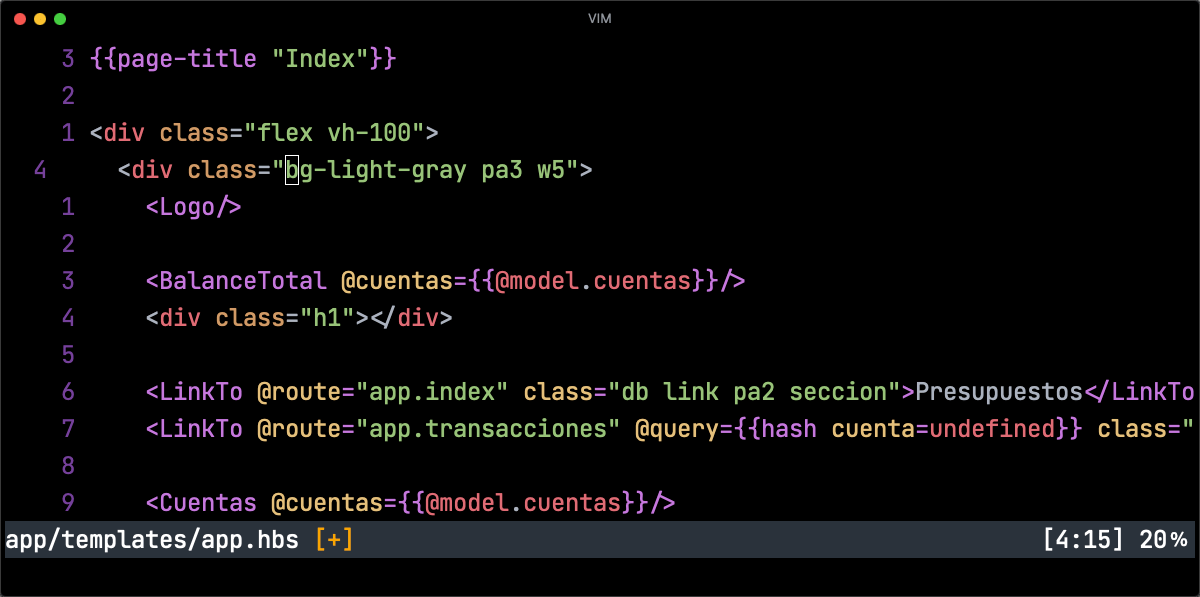 VIM
3 {{page-title "Index"}}
2
1 <div class="flex vh-100">
4 <div class="bg-light-gray pa3 w5">
1 <Logo/>
2
3 <BalanceTotal @cuentas={{@model.cuentas}}/>
4 <div class="h1"></div>
5
6 <LinkTo @route="app.index" class="db link pa2 seccion">Presupuestos</LinkTo
7 <LinkTo @route="app.transacciones" @query={{hash cuenta=undefined}} class="
8
9 <Cuentas @cuentas={{@model.cuentas}}/>
app/templates/app.hbs [+] [4:15] 20%